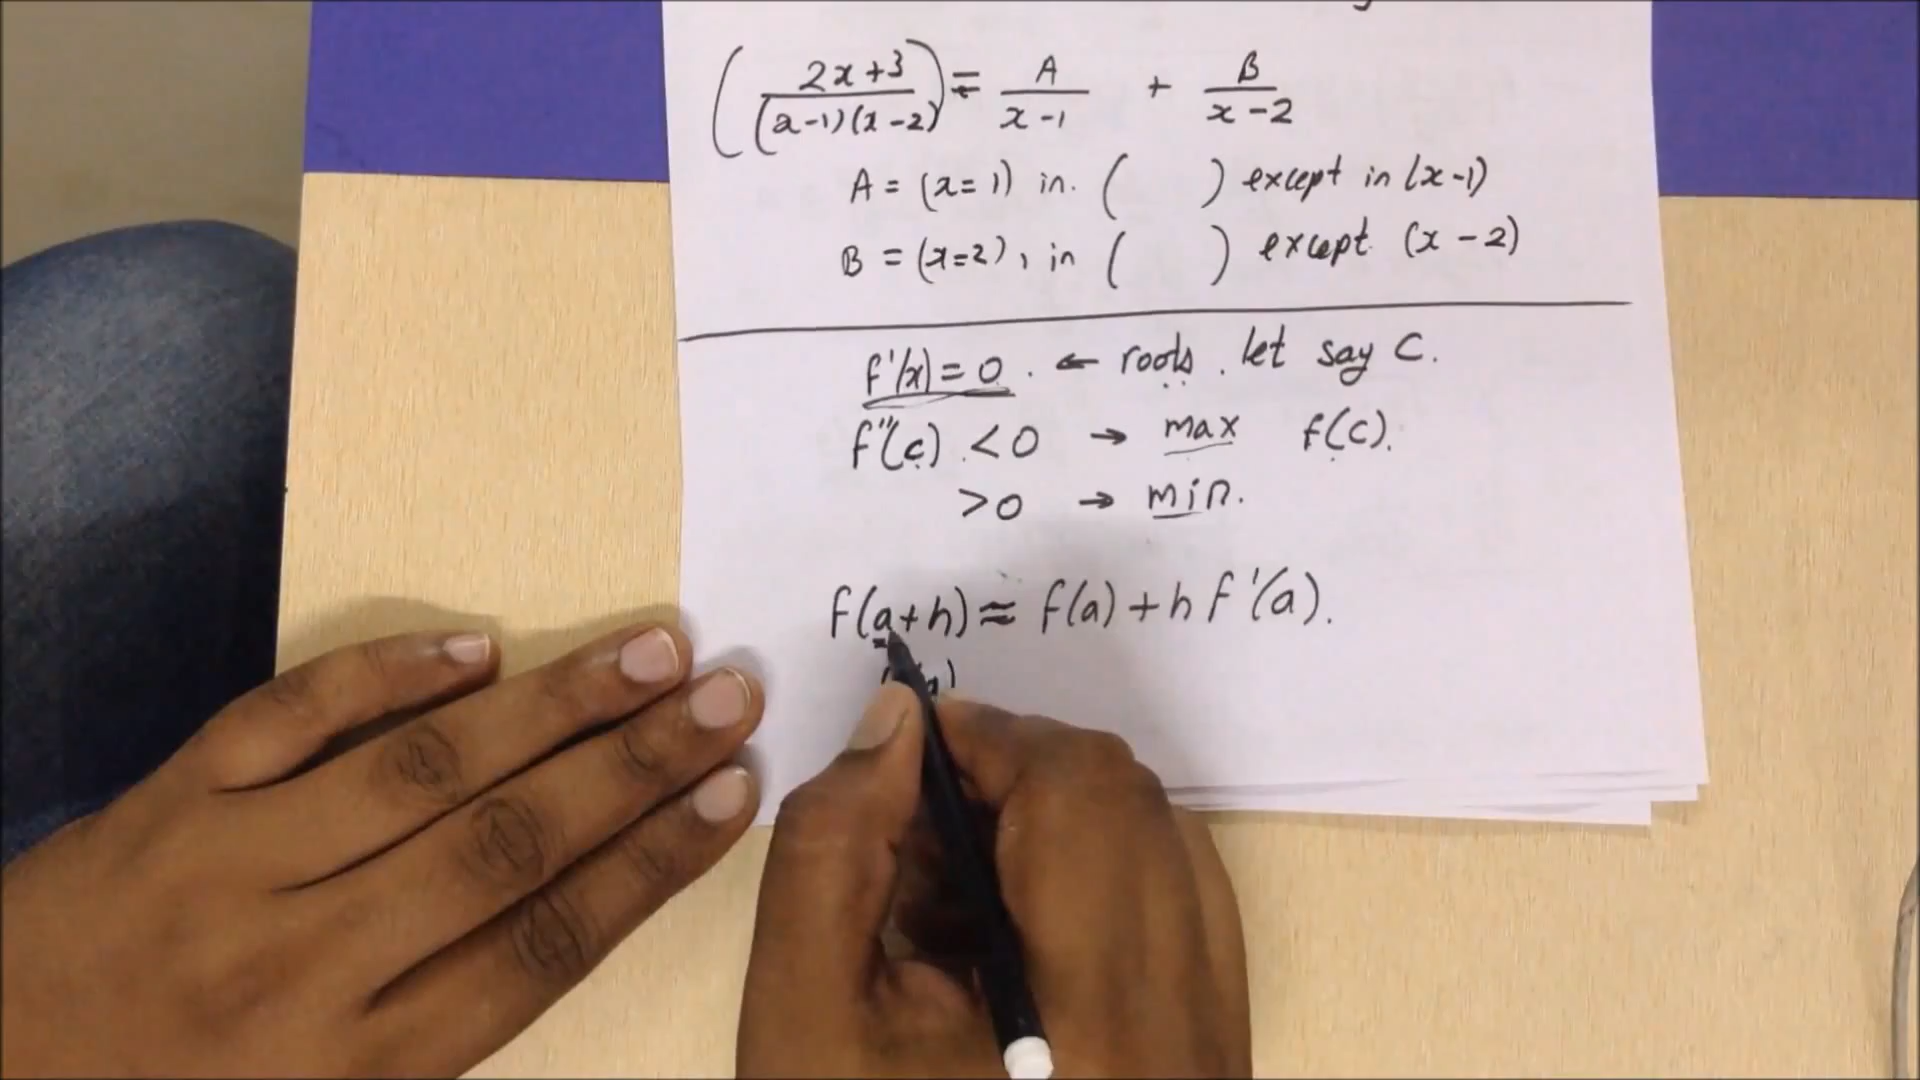 (2x+3/(x-1)(x-2)) = A/x-1 + B/x-2
A = (x=1) in. (      ) except in (x-1)
B = (x=2), in (      ) except (x-2)
f'(x)=0. ← roots. let say C.
f''(c) <0 → max f(c).
>0 → min.
f(a+h) ≈ f(a)+h f'(a).